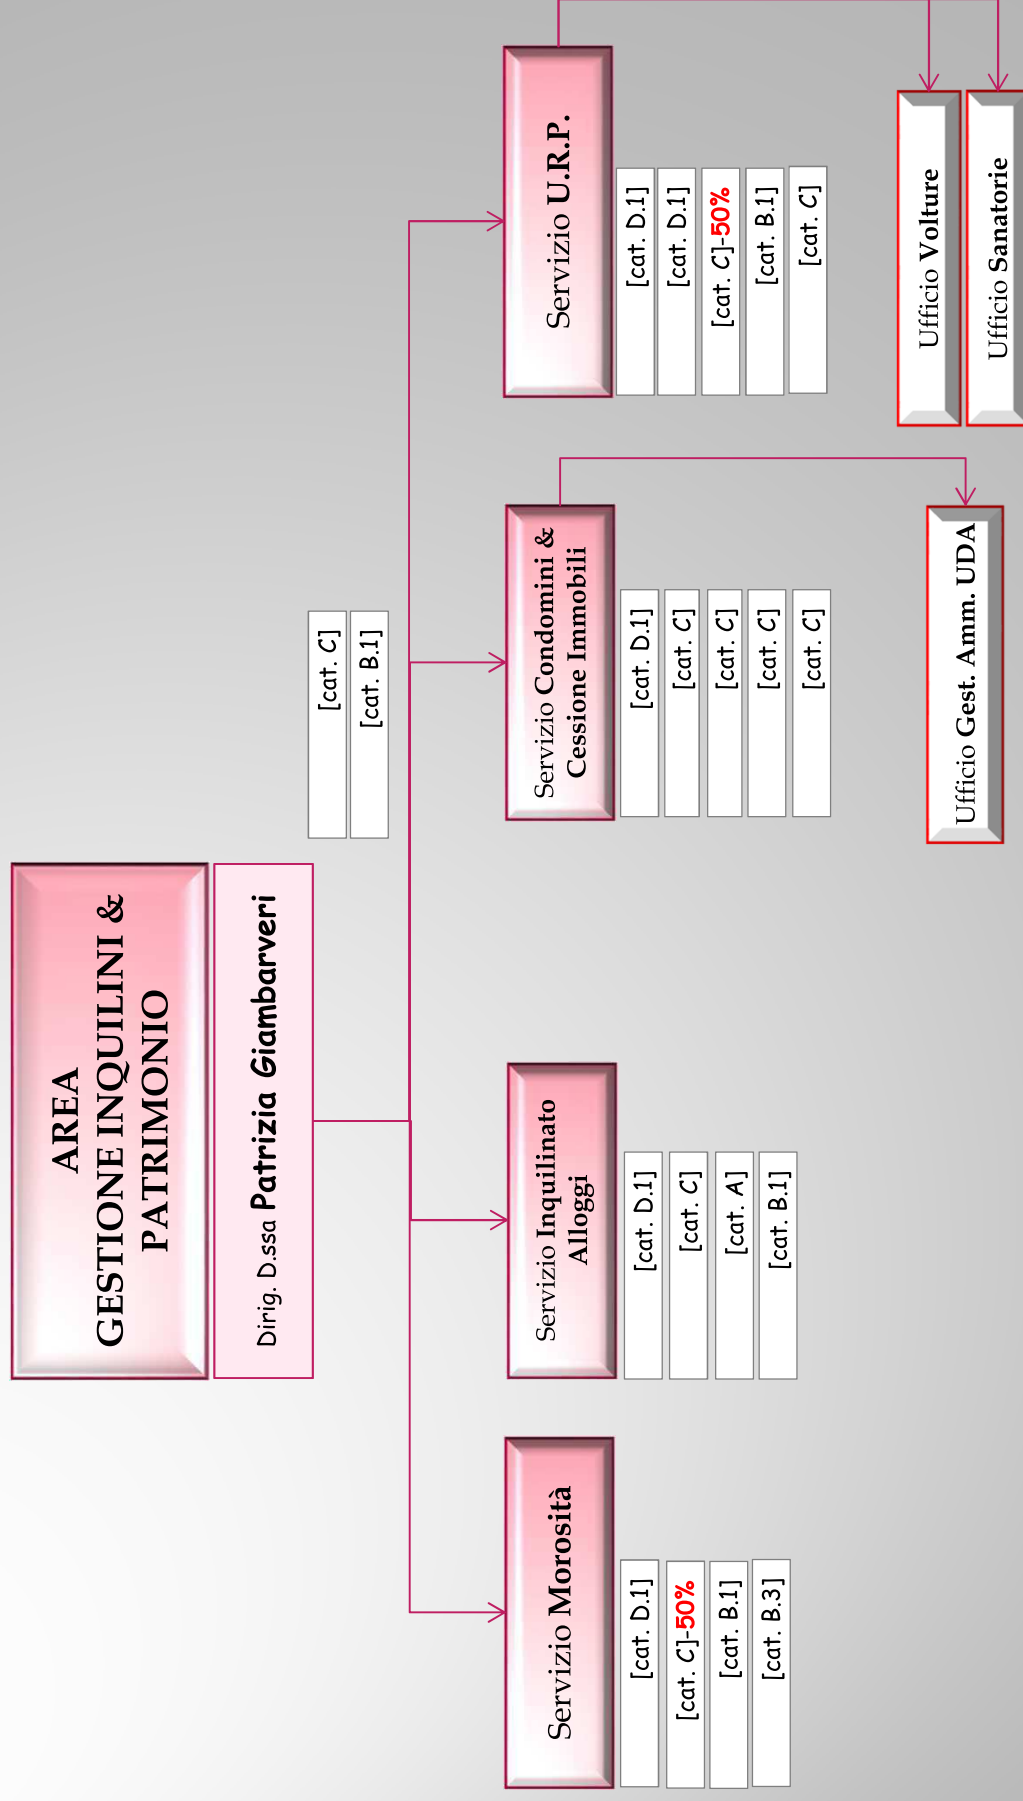 AREA
GESTIONE INQUILINI &
PATRIMONIO
Dirig. D.ssa Patrizia Giambarveri
[cat. C]
[cat. B.1]
Servizio Morosità
[cat. D.1]
[cat. C]-50%
[cat. B.1]
[cat. B.3]
Servizio Inquilinato
Alloggi
[cat. D.1]
[cat. C]
[cat. A]
[cat. B.1]
Servizio Condomini &
Cessione Immobili
[cat. D.1]
[cat. C]
[cat. C]
[cat. C]
[cat. C]
Ufficio Gest. Amm. UDA
Servizio U.R.P.
[cat. D.1]
[cat. D.1]
[cat. C]-50%
[cat. B.1]
[cat. C]
Ufficio Volture
Ufficio Sanatorie